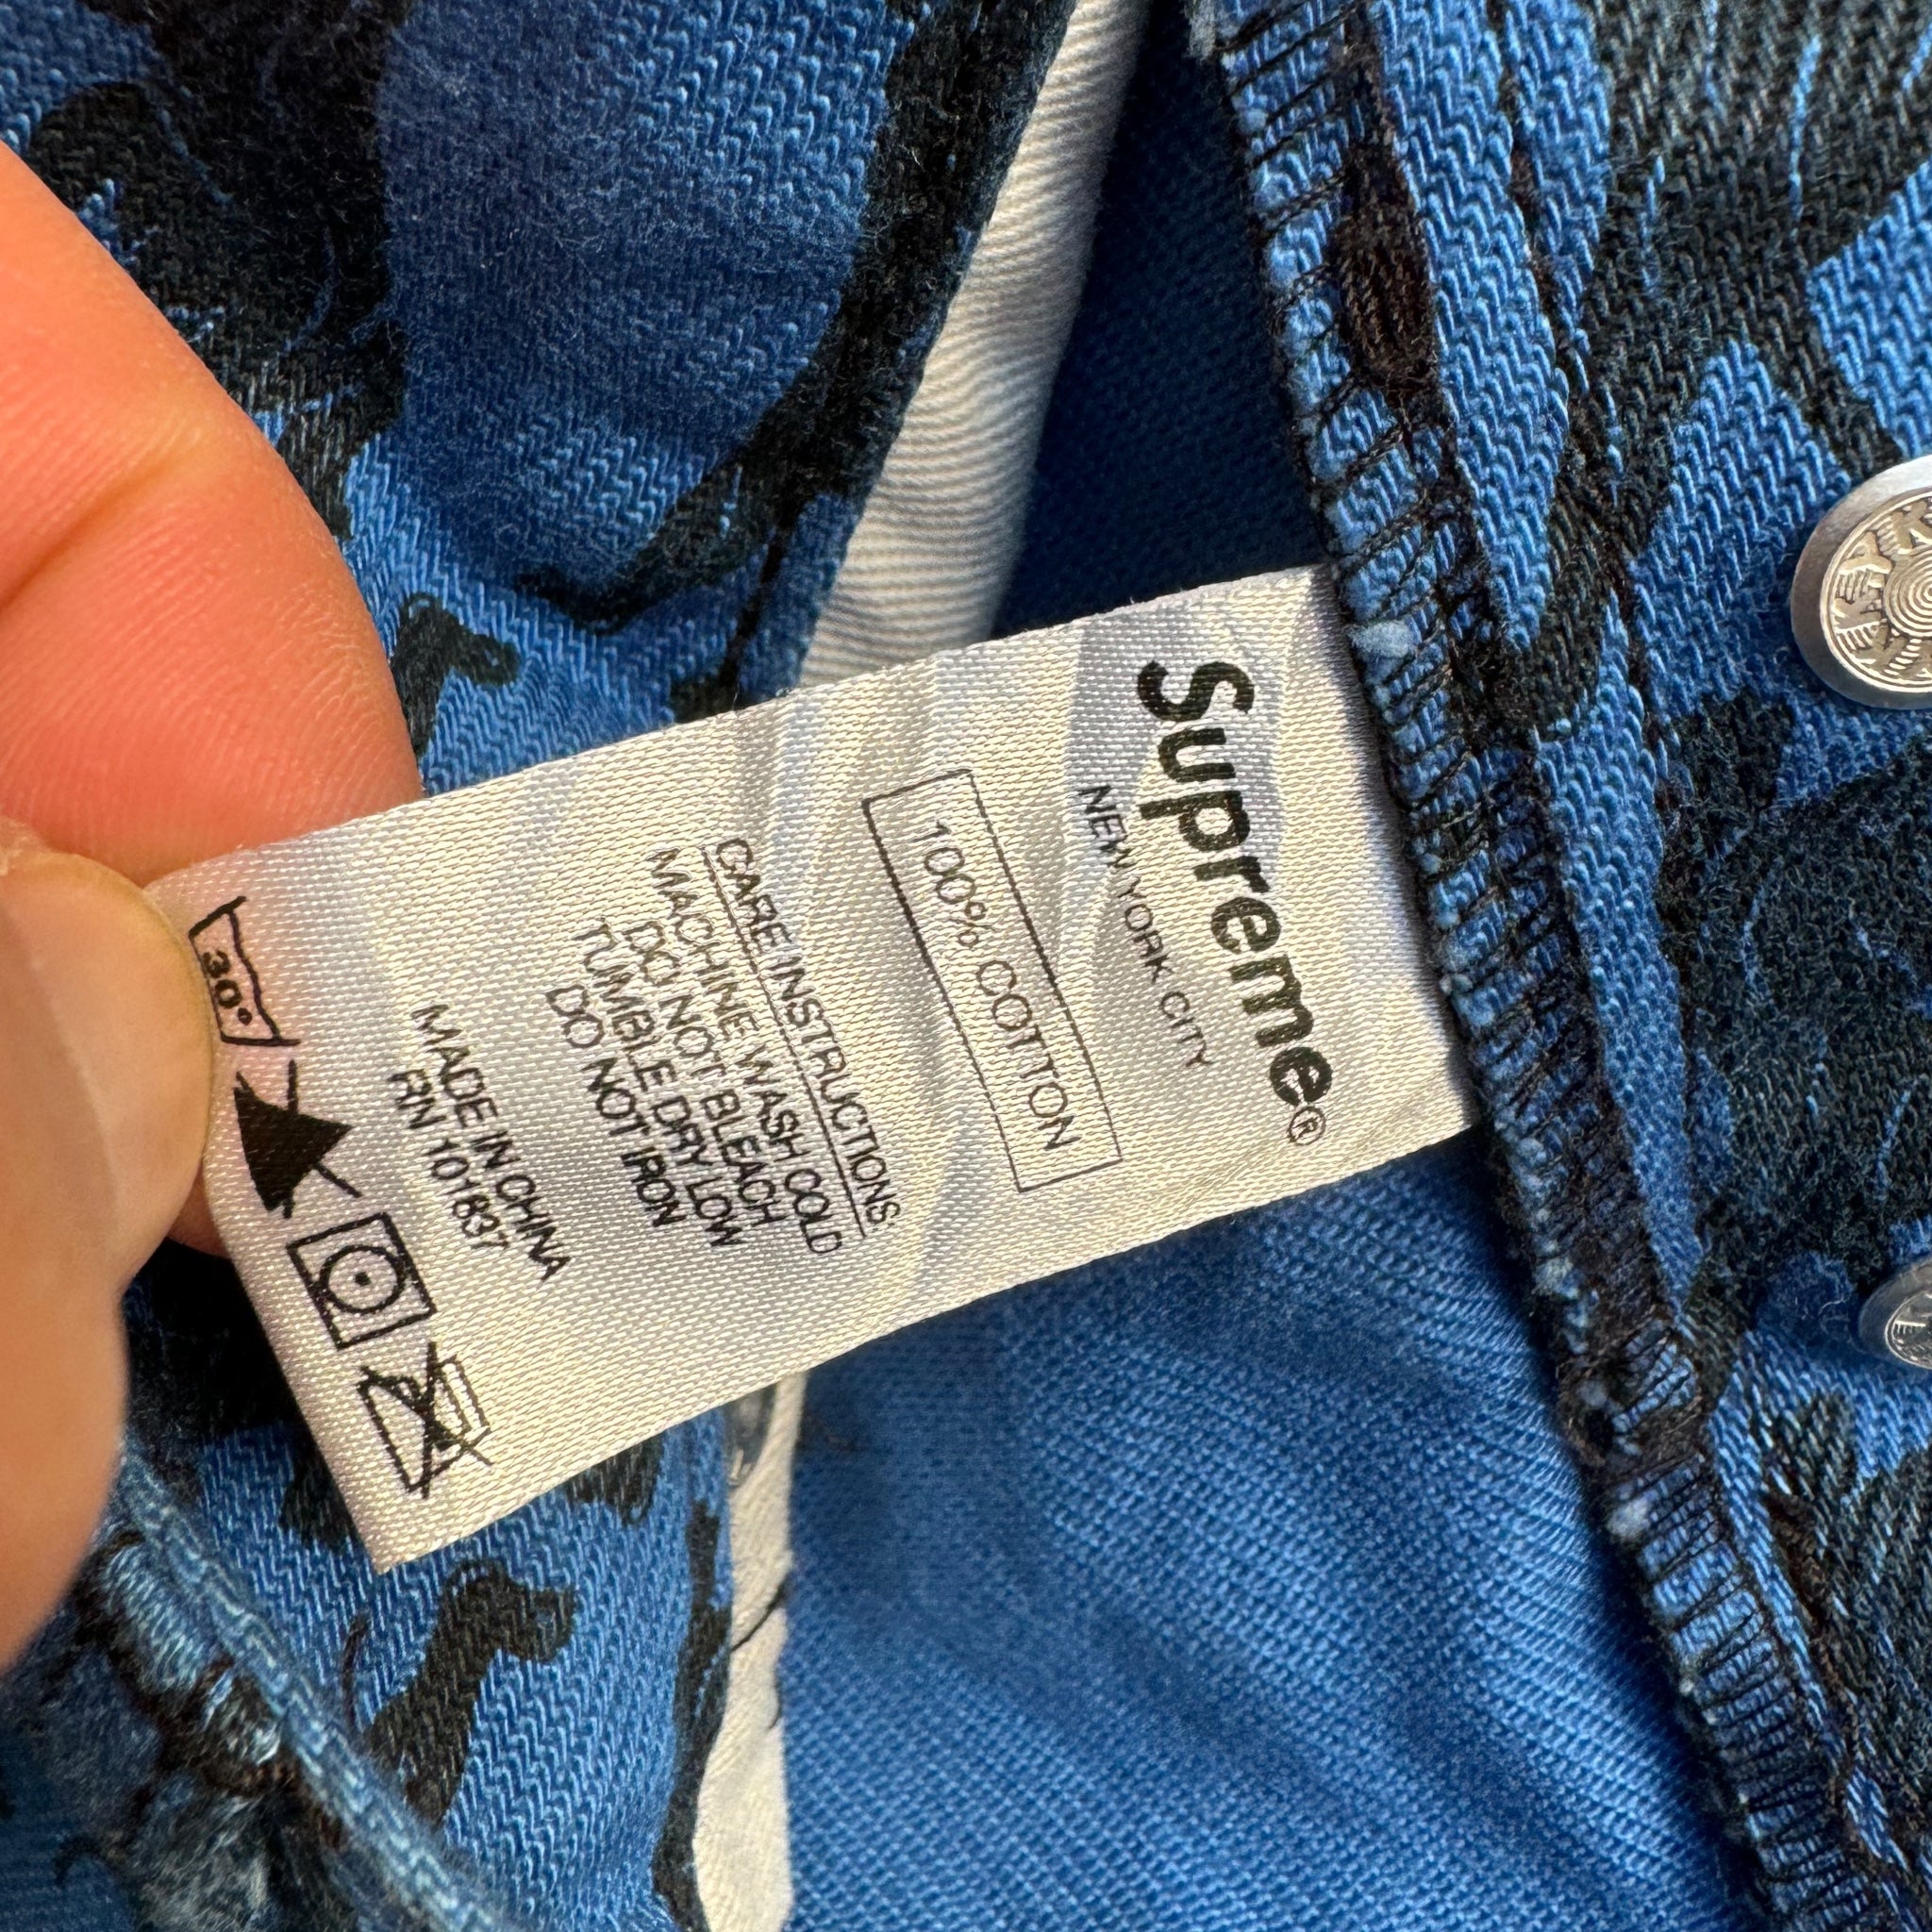 Supreme®
NEW YORK CITY
100% COTTON
CARE INSTRUCTIONS:
MACHINE WASH COLD
DO NOT BLEACH
TUMBLE DRY LOW
DO NOT IRON
MADE IN CHINA
RN 101837
30°